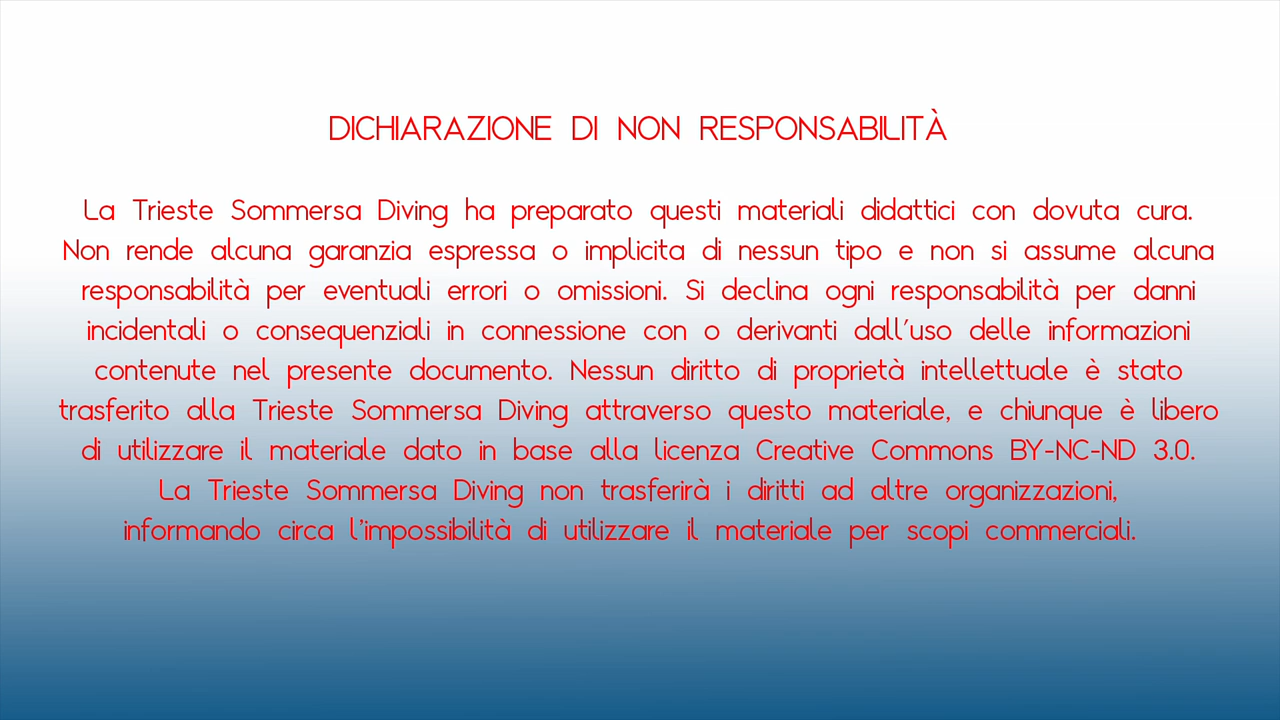 DICHIARAZIONE DI NON RESPONSABILITÀ
La Trieste Sommersa Diving ha preparato questi materiali didattici con dovuta cura.
Non rende alcuna garanzia espressa o implicita di nessun tipo e non si assume alcuna
responsabilità per eventuali errori o omissioni. Si declina ogni responsabilità per danni
incidentali o consequenziali in connessione con o derivanti dall'uso delle informazioni
contenute nel presente documento. Nessun diritto di proprietà intellettuale è stato
trasferito alla Trieste Sommersa Diving attraverso questo materiale, e chiunque è libero
di utilizzare il materiale dato in base alla licenza Creative Commons BY-NC-ND 3.0.
La Trieste Sommersa Diving non trasferirà i diritti ad altre organizzazioni,
informando circa l'impossibilità di utilizzare il materiale per scopi commerciali.